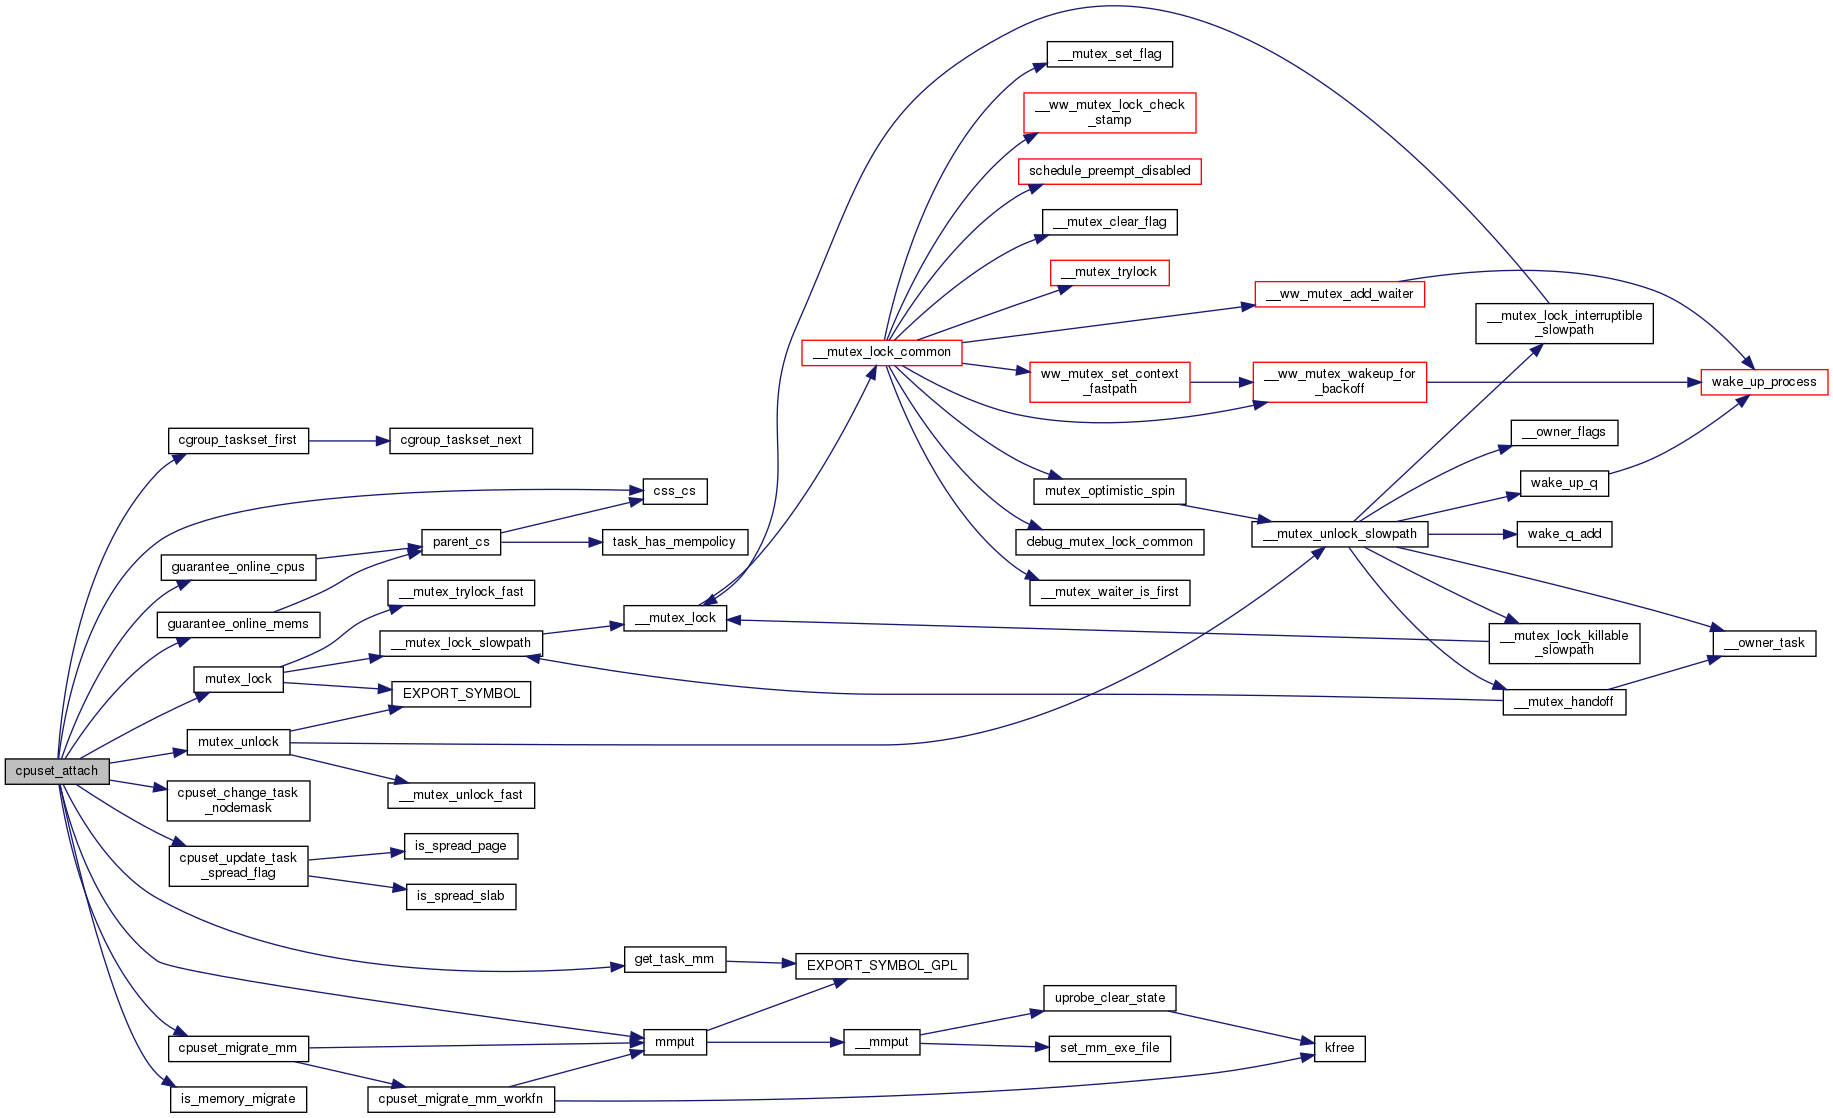 __mutex_set_flag
__ww_mutex_lock_check
_stamp
schedule_preempt_disabled
__mutex_clear_flag
__mutex_trylock
__ww_mutex_add_waiter
__mutex_lock_interruptible
_slowpath
__mutex_lock_common
ww_mutex_set_context
_fastpath
__ww_mutex_wakeup_for
_backoff
wake_up_process
cgroup_taskset_first
cgroup_taskset_next
__owner_flags
css_cs
mutex_optimistic_spin
wake_up_q
parent_cs
task_has_mempolicy
debug_mutex_lock_common
__mutex_unlock_slowpath
wake_q_add
guarantee_online_cpus
__mutex_trylock_fast
__mutex_waiter_is_first
guarantee_online_mems
__mutex_lock
__mutex_lock_slowpath
__mutex_lock_killable
_slowpath
__owner_task
mutex_lock
EXPORT_SYMBOL
__mutex_handoff
mutex_unlock
cpuset_attach
__mutex_unlock_fast
cpuset_change_task
_nodemask
is_spread_page
cpuset_update_task
_spread_flag
is_spread_slab
get_task_mm
EXPORT_SYMBOL_GPL
uprobe_clear_state
cpuset_migrate_mm
mmput
__mmput
set_mm_exe_file
kfree
is_memory_migrate
cpuset_migrate_mm_workfn